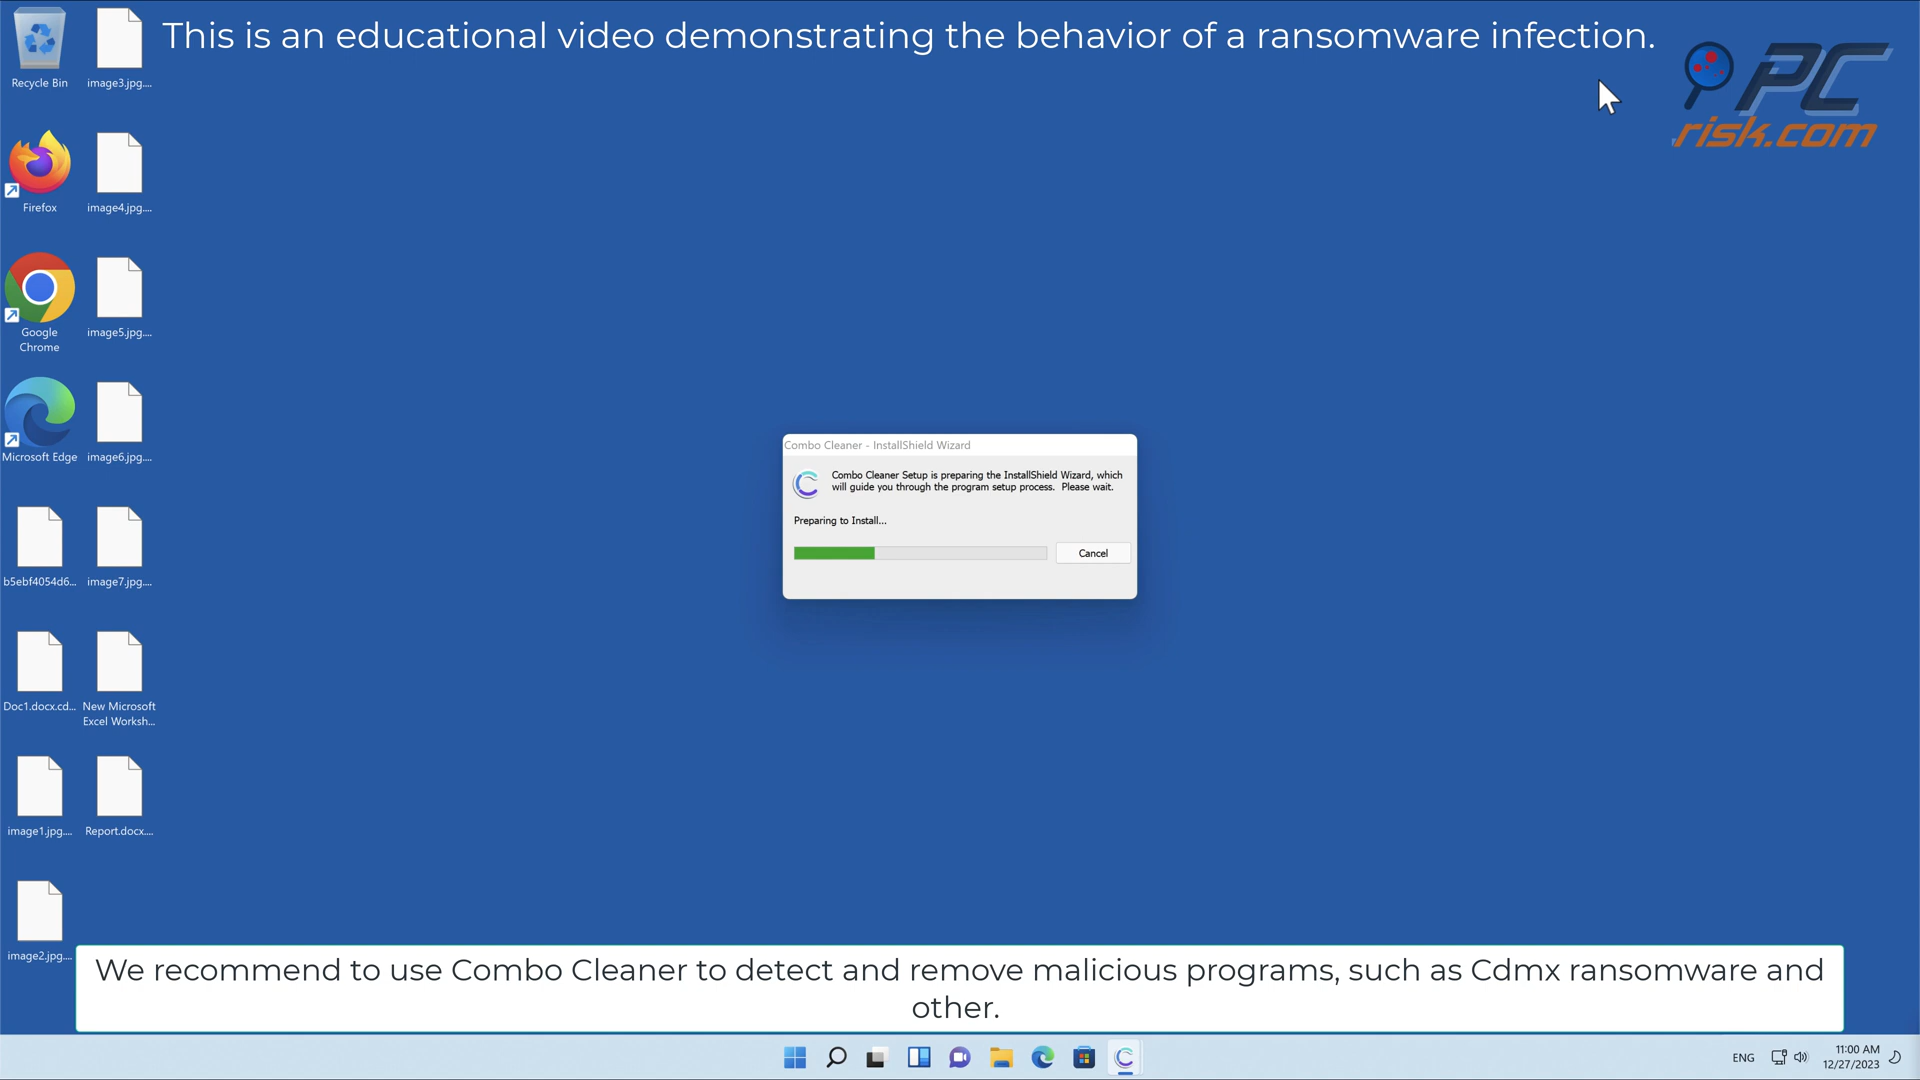 This is an educational video demonstrating the behavior of a ransomware infection.
PC
risk.com
Recycle Bin
image3.jpg....
Firefox
image4.jpg....
Google
Chrome
image5.jpg....
Microsoft Edge
image6.jpg....
b5ebf4054d6...
image7.jpg....
Doc1.docx.cd...
New Microsoft
Excel Worksh...
image1.jpg....
Report.docx....
image2.jpg....
Combo Cleaner - InstallShield Wizard
Combo Cleaner Setup is preparing the InstallShield Wizard, which
will guide you through the program setup process. Please wait.
Preparing to Install...
Cancel
We recommend to use Combo Cleaner to detect and remove malicious programs, such as Cdmx ransomware and
other.
ENG
11:00 AM
12/27/2023